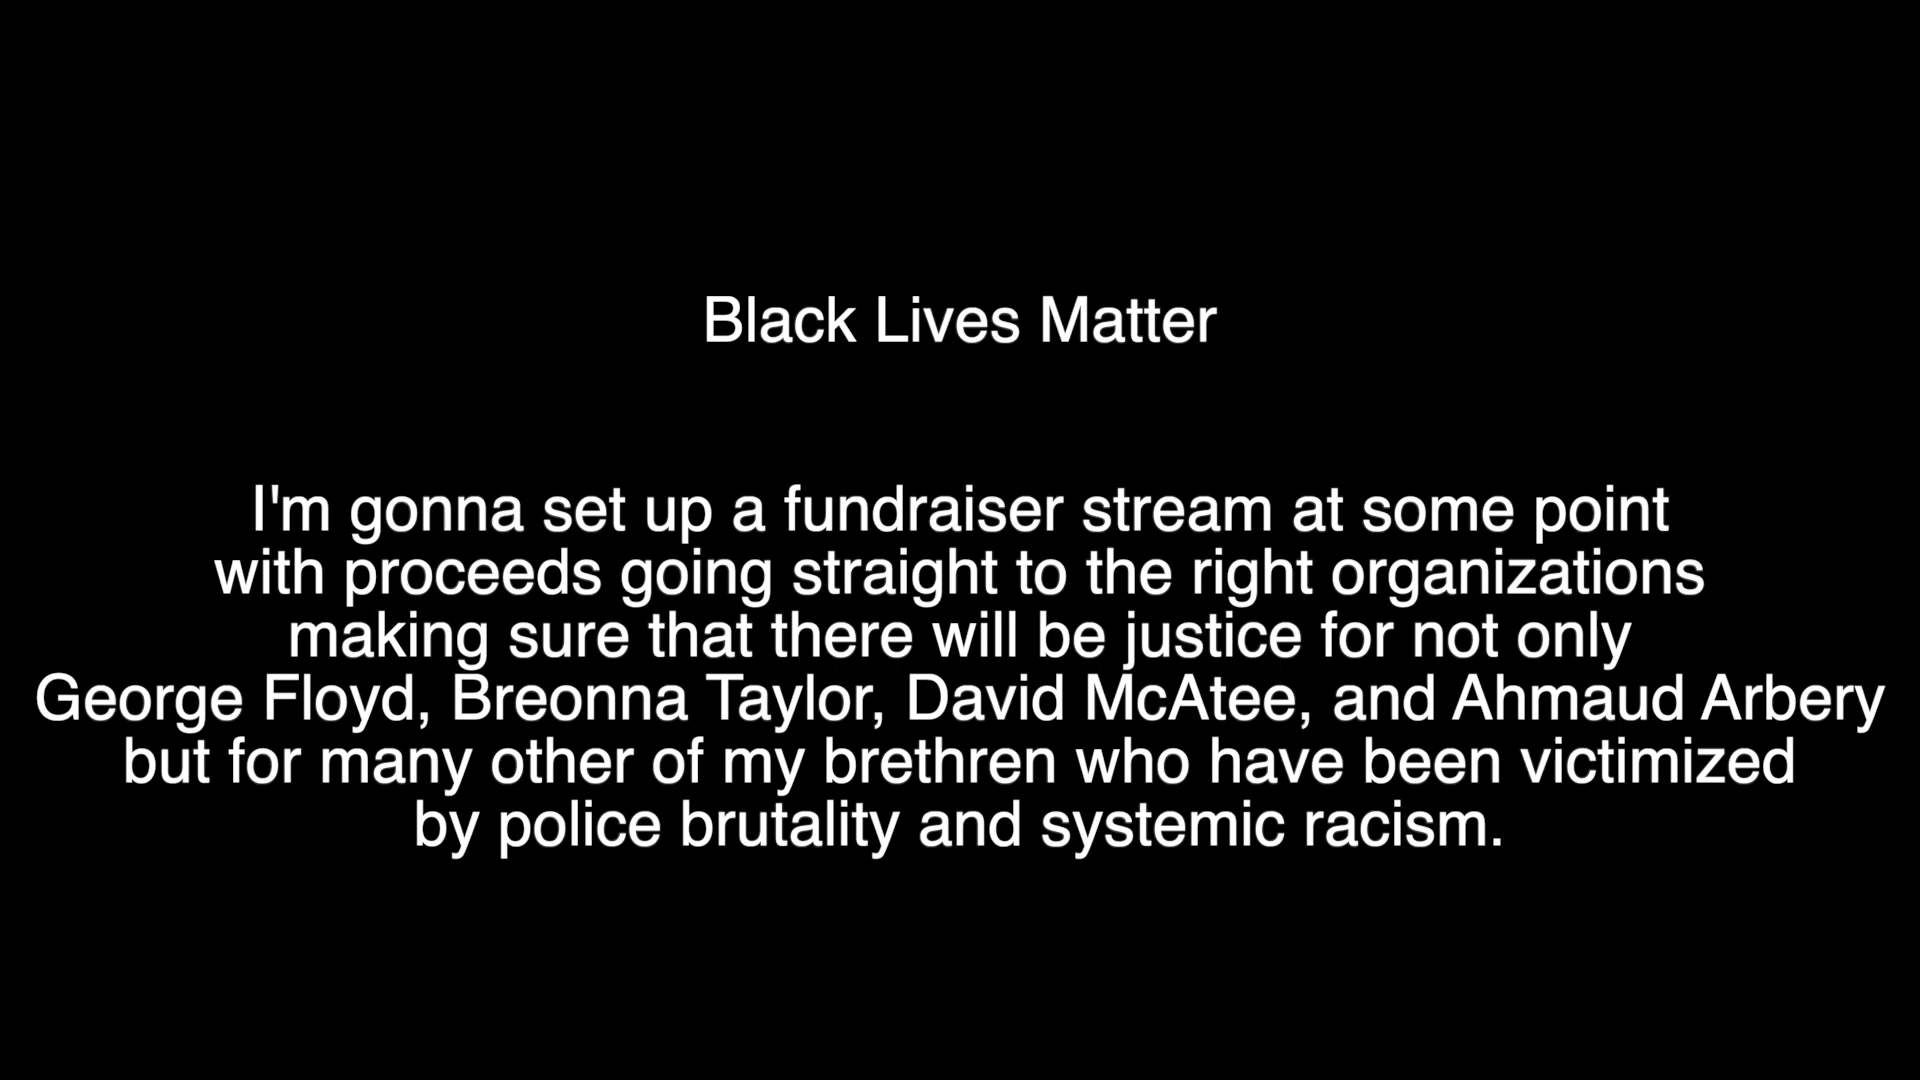 Black Lives Matter
I'm gonna set up a fundraiser stream at some point
with proceeds going straight to the right organizations
making sure that there will be justice for not only
George Floyd, Breonna Taylor, David McAtee, and Ahmaud Arbery
but for many other of my brethren who have been victimized
by police brutality and systemic racism.